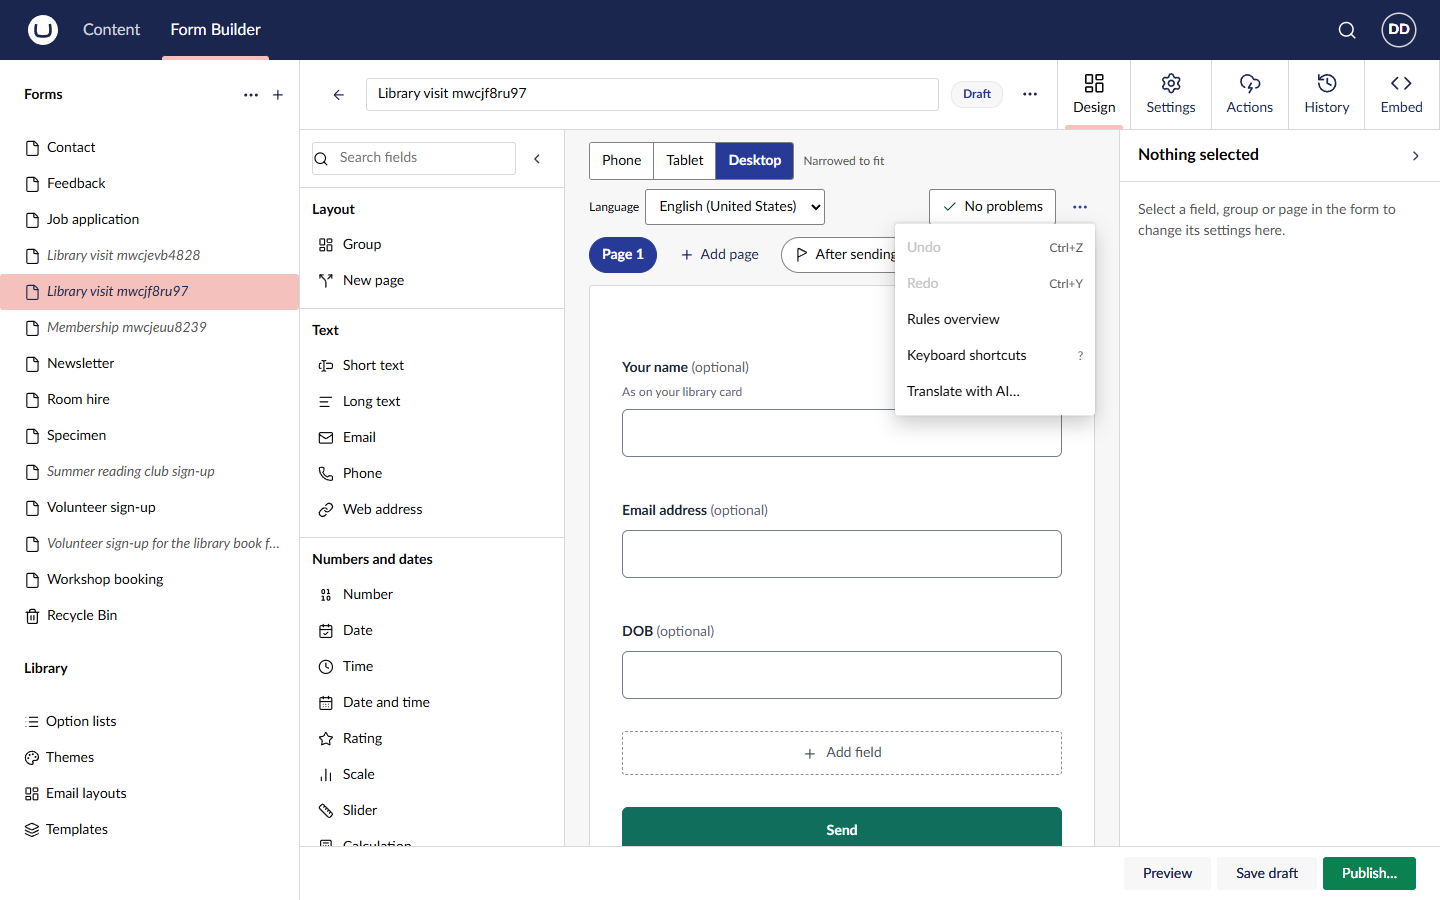 Content
Form Builder
DD
Forms
Contact
Feedback
Job application
Library visit mwcjevb4828
Library visit mwcjf8ru97
Membership mwcjeuu8239
Newsletter
Room hire
Specimen
Summer reading club sign-up
Volunteer sign-up
Volunteer sign-up for the library book f...
Workshop booking
Recycle Bin
Library
Option lists
Themes
Email layouts
Templates
Library visit mwcjf8ru97
Draft
Design
Settings
Actions
History
Embed
Search fields
Layout
Group
New page
Text
Short text
Long text
Email
Phone
Web address
Numbers and dates
Number
Date
Time
Date and time
Rating
Scale
Slider
Calculation
Phone
Tablet
Desktop
Narrowed to fit
Language
English (United States)
No problems
Page 1
Add page
After sending
Undo Ctrl+Z
Redo Ctrl+Y
Rules overview
Keyboard shortcuts ?
Translate with AI...
Your name (optional)
As on your library card
Email address (optional)
DOB (optional)
Add field
Send
Nothing selected
Select a field, group or page in the form to
change its settings here.
Preview
Save draft
Publish...